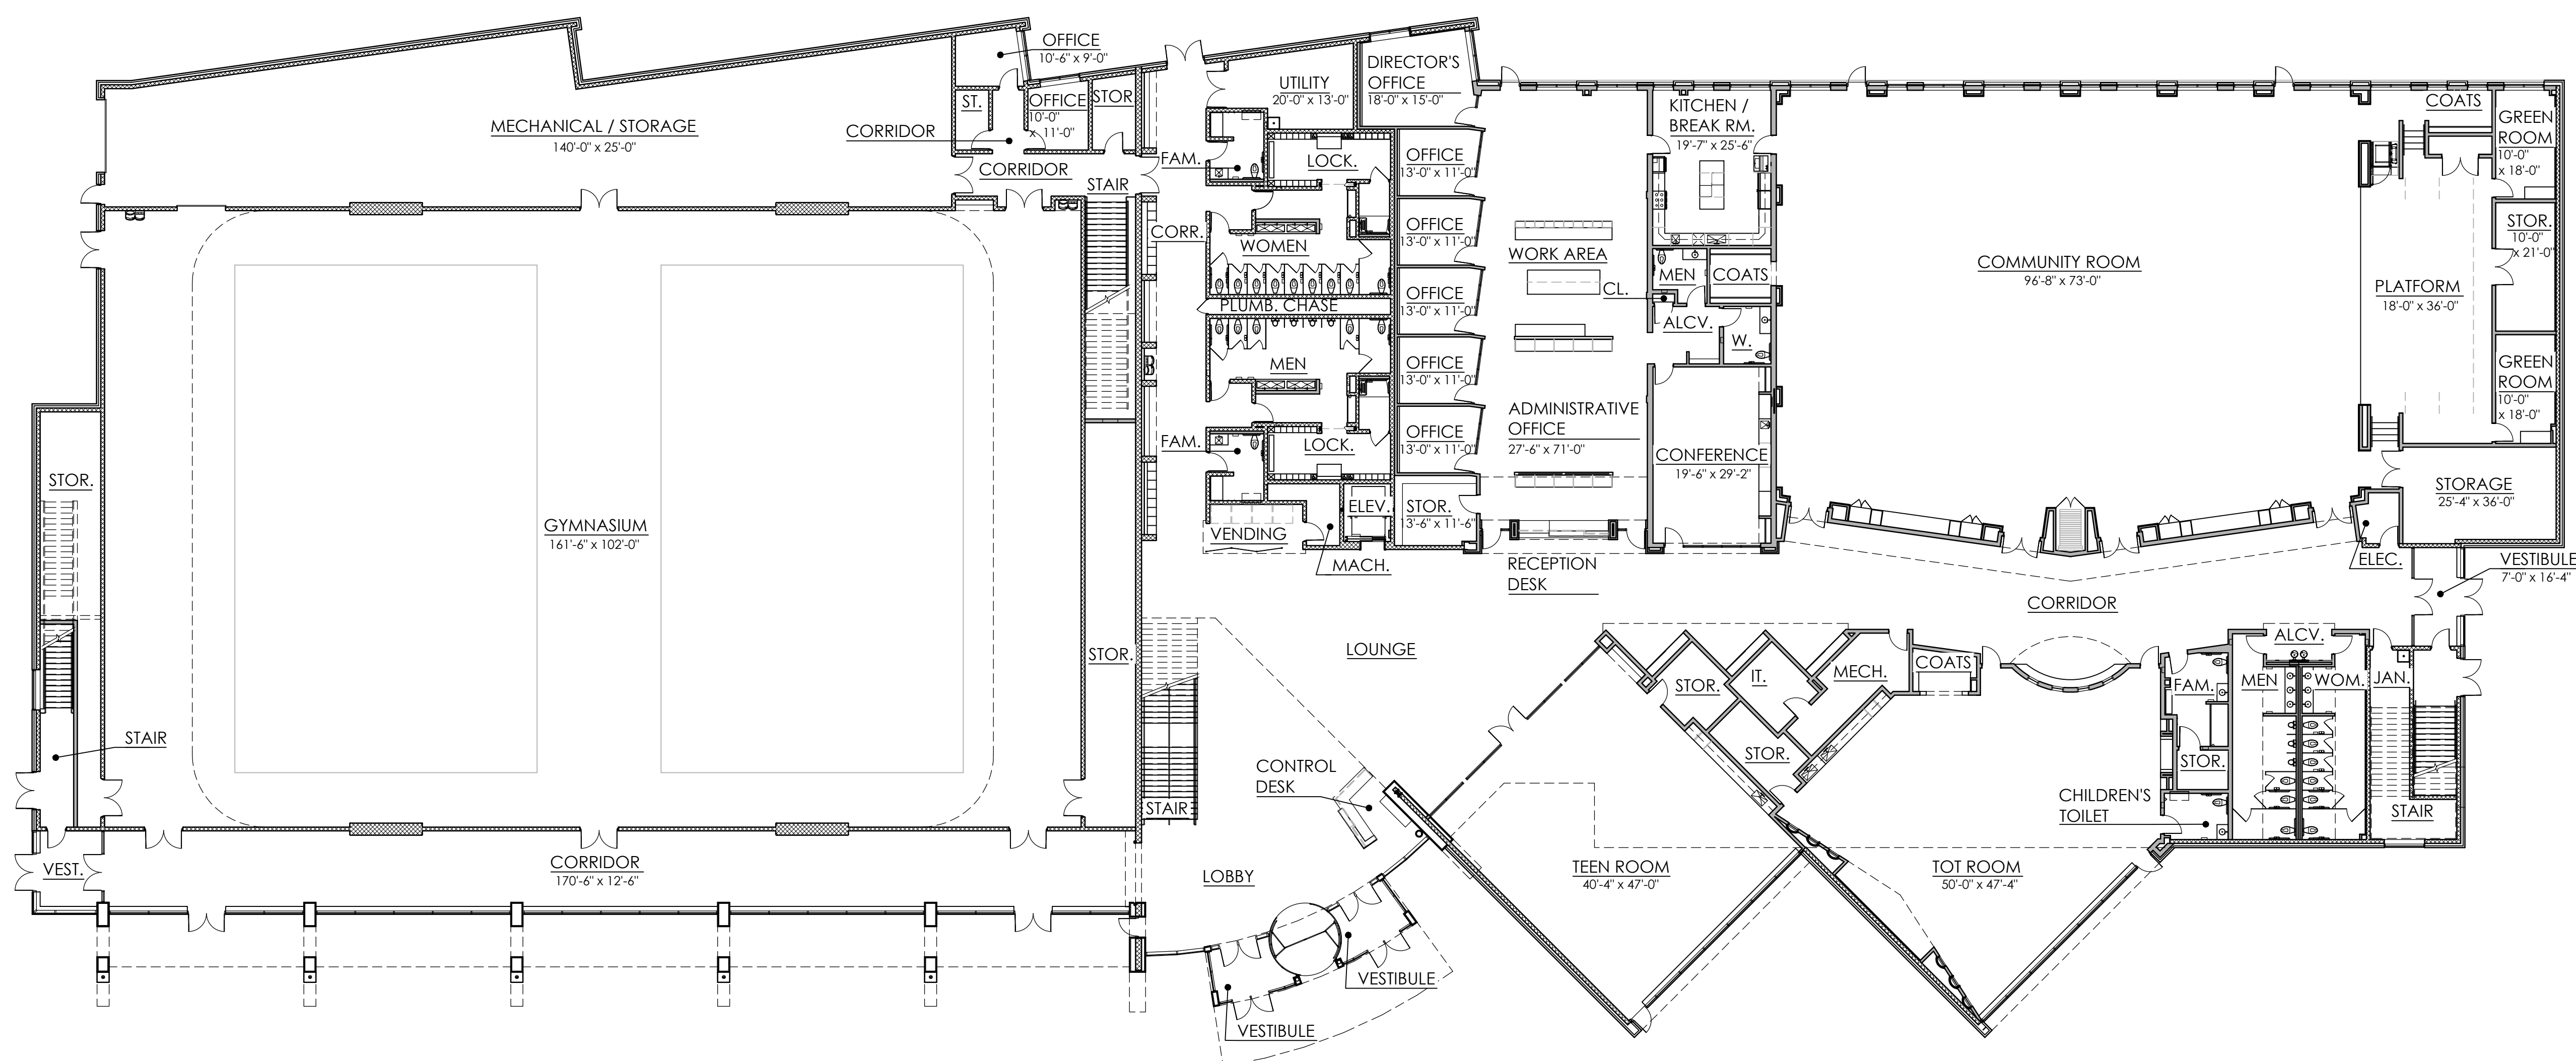 OFFICE
10'-6" x 9'-0"
ST.
OFFICE
10'-0"
x 11'-0"
STOR
MECHANICAL / STORAGE
140'-0" x 25'-0"
CORRIDOR
CORRIDOR
STAIR
UTILITY
20'-0" x 13'-0"
DIRECTOR'S
OFFICE
18'-0" x 15'-0"
FAM.
LOCK.
CORR.
WOMEN
PLUMB. CHASE
MEN
FAM.
LOCK.
VENDING
MACH.
ELEV.
STOR.
13'-6" x 11'-6"
OFFICE
13'-0" x 11'-0"
OFFICE
13'-0" x 11'-0"
OFFICE
13'-0" x 11'-0"
OFFICE
13'-0" x 11'-0"
OFFICE
13'-0" x 11'-0"
WORK AREA
ADMINISTRATIVE
OFFICE
27'-6" x 71'-0"
RECEPTION
DESK
KITCHEN /
BREAK RM.
19'-7" x 25'-6"
MEN
COATS
CL.
ALCV.
W.
CONFERENCE
19'-6" x 29'-2"
COMMUNITY ROOM
96'-8" x 73'-0"
COATS
GREEN
ROOM
10'-0"
x 18'-0"
STOR.
10'-0"
x 21'-0"
PLATFORM
18'-0" x 36'-0"
GREEN
ROOM
10'-0"
x 18'-0"
STORAGE
25'-4" x 36'-0"
ELEC.
VESTIBULE
7'-0" x 16'-4"
CORRIDOR
STOR.
GYMNASIUM
161'-6" x 102'-0"
STOR.
STAIR
STAIR
VEST.
CORRIDOR
170'-6" x 12'-6"
LOUNGE
CONTROL
DESK
LOBBY
VESTIBULE
VESTIBULE
STOR.
IT.
MECH.
COATS
STOR.
TEEN ROOM
40'-4" x 47'-0"
TOT ROOM
50'-0" x 47'-4"
CHILDREN'S
TOILET
FAM.
STOR.
ALCV.
MEN
WOM.
JAN.
STAIR